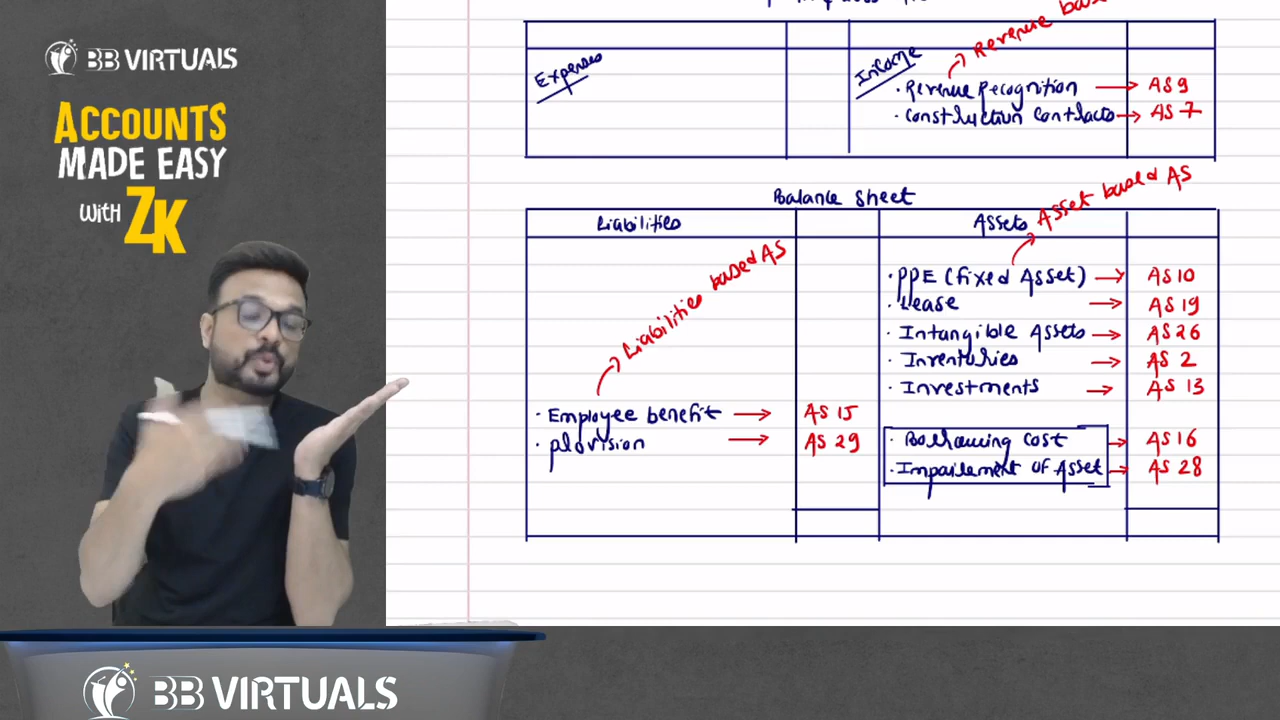 BB VIRTUALS
ACCOUNTS
MADE EASY
WITH ZK
Revenue base
Expenses
Income
· Revenue Recognition → AS 9
· Construction Contracts → AS 7
Balance Sheet
Liabilities
Assets
Asset based AS
Liabilities based AS
· PPE (Fixed Asset) → AS 10
· Lease → AS 19
· Intangible Assets → AS 26
· Inventories → AS 2
· Investments → AS 13
· Employee benefit → AS 15
· Provision → AS 29
· Borrowing cost → AS 16
· Impairement of Asset → AS 28
BB VIRTUALS